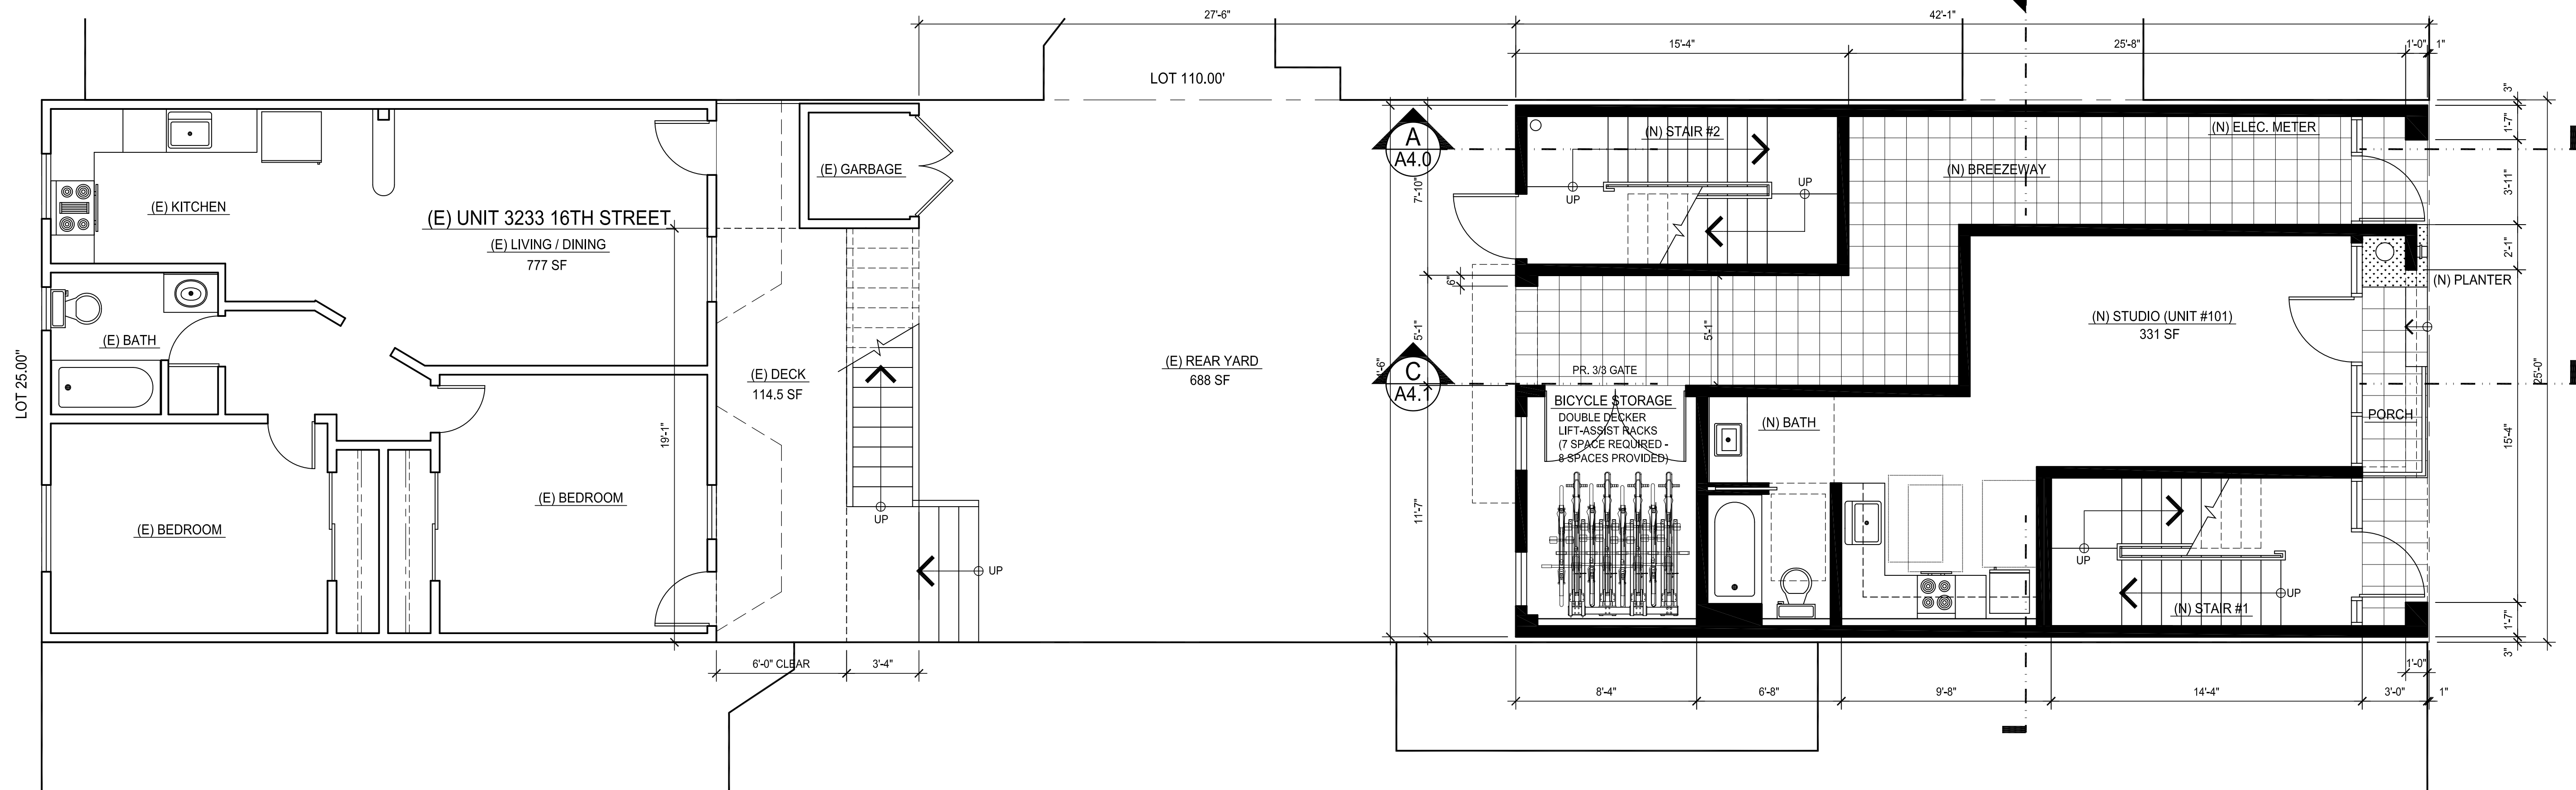 27'-6"
42'-1"
15'-4"
25'-8"
1'-0"
1"
LOT 110.00'
3"
1'-7"
3'-11"
2'-1"
15'-4"
1'-7"
3"
25'-0"
A
A4.0
7'-10"
(N) STAIR #2
UP
UP
(N) ELEC. METER
(N) BREEZEWAY
(E) GARBAGE
(E) KITCHEN
(E) UNIT 3233 16TH STREET
(E) LIVING / DINING
777 SF
(N) PLANTER
(N) STUDIO (UNIT #101)
331 SF
6"
5'-1"
5'-1"
(E) BATH
LOT 25.00"
(E) DECK
114.5 SF
(E) REAR YARD
688 SF
C
A4.1
PR. 3/3 GATE
BICYCLE STORAGE
DOUBLE DECKER
LIFT-ASSIST RACKS
(7 SPACE REQUIRED -
8 SPACES PROVIDED)
(N) BATH
PORCH
19'-1"
11'-7"
(E) BEDROOM
(E) BEDROOM
UP
UP
UP
UP
(N) STAIR #1
6'-0" CLEAR
3'-4"
8'-4"
6'-8"
9'-8"
14'-4"
3'-0"
1'-0"
1"